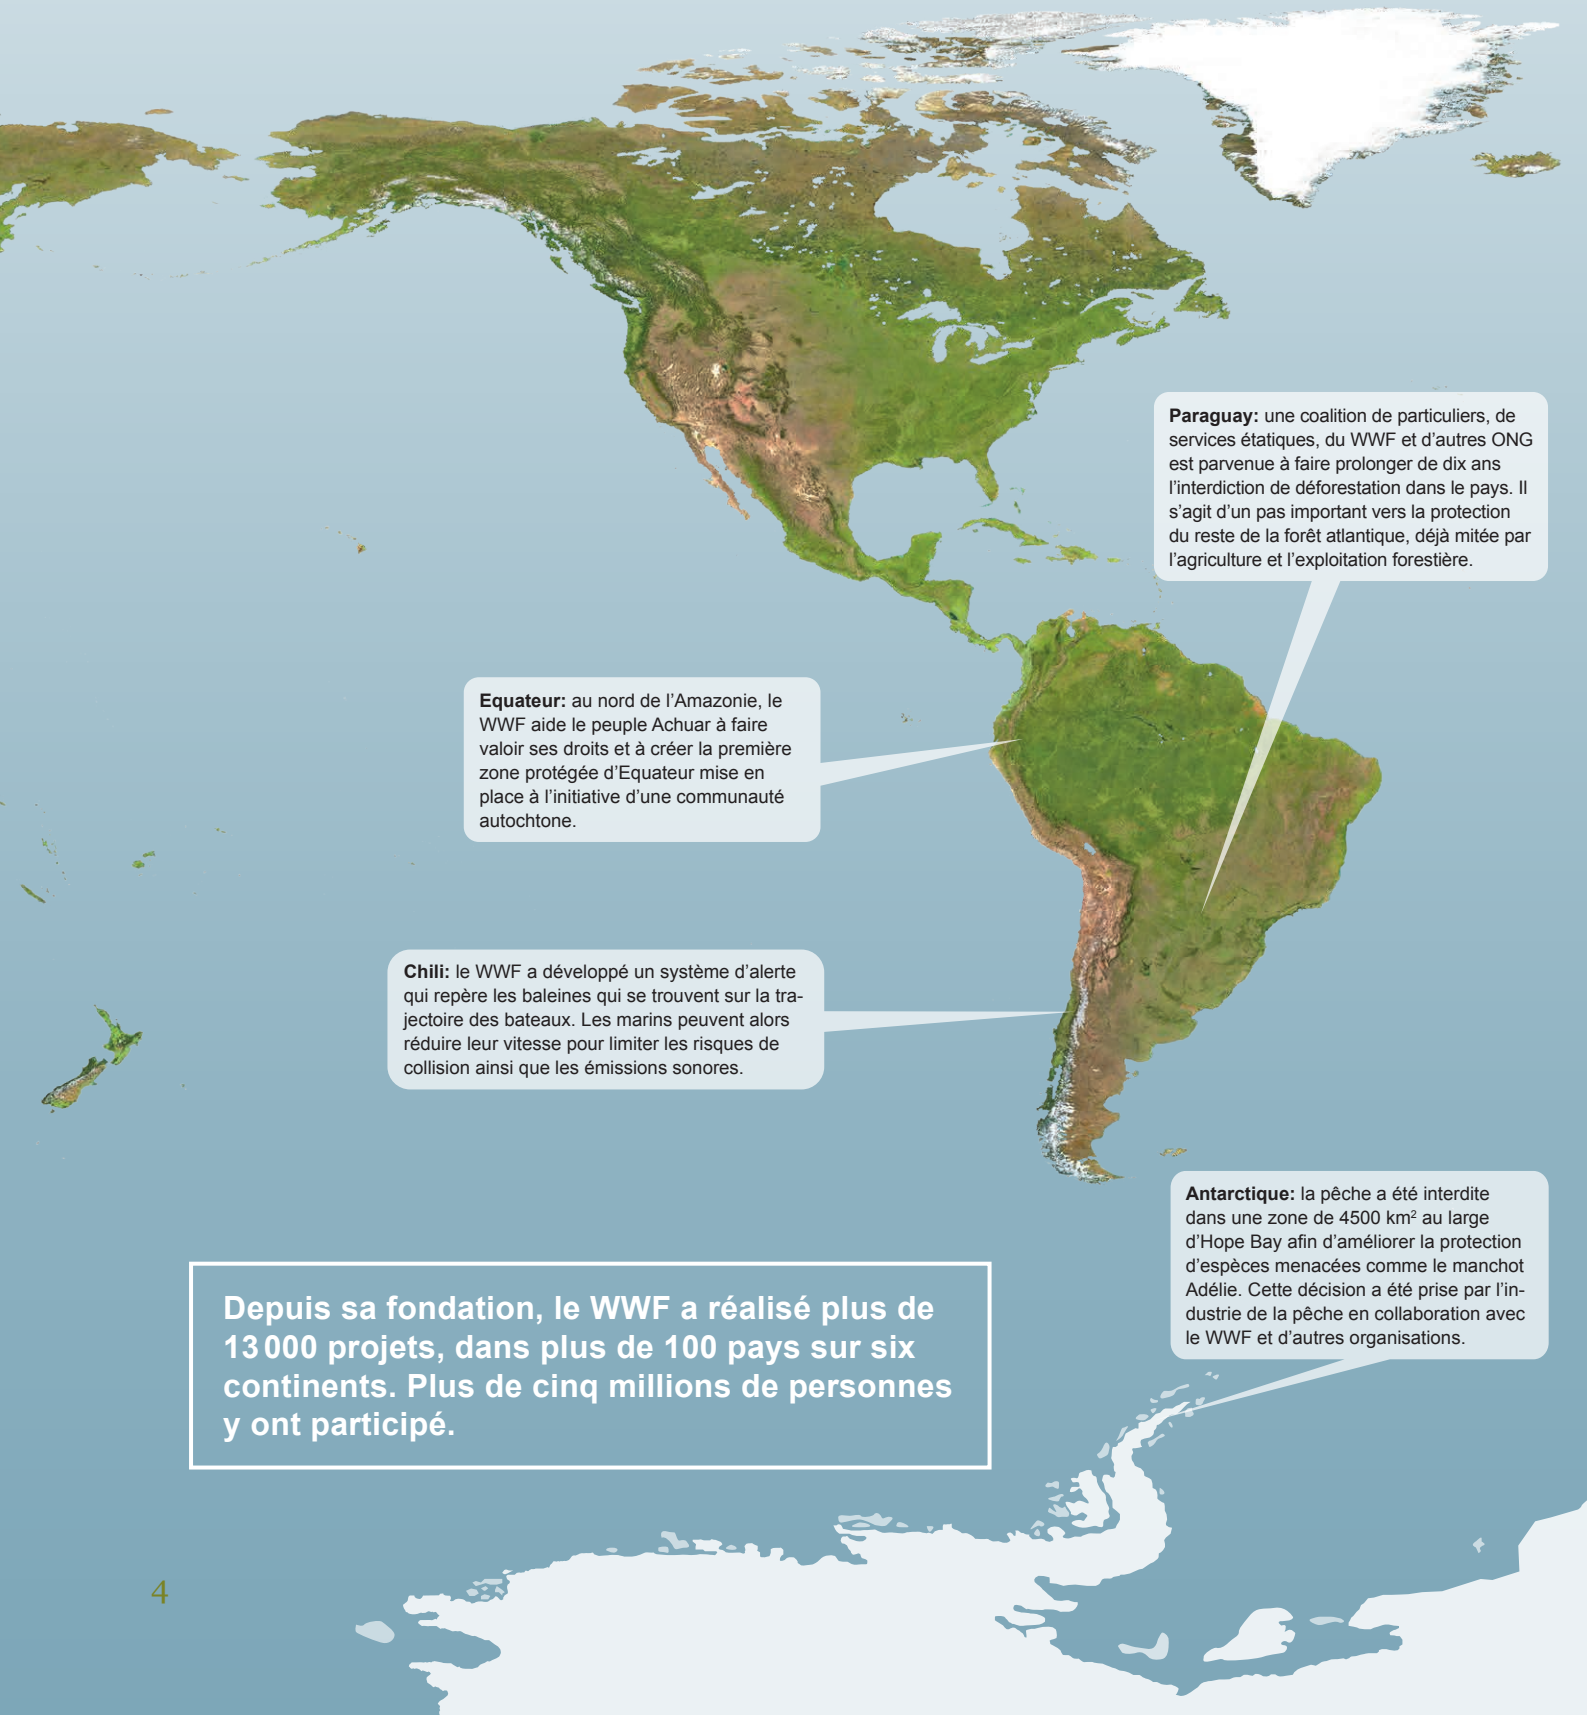 Paraguay: une coalition de particuliers, de
services étatiques, du WWF et d'autres ONG
est parvenue à faire prolonger de dix ans
l'interdiction de déforestation dans le pays. Il
s'agit d'un pas important vers la protection
du reste de la forêt atlantique, déjà mitée par
l'agriculture et l'exploitation forestière.
Equateur: au nord de l'Amazonie, le
WWF aide le peuple Achuar à faire
valoir ses droits et à créer la première
zone protégée d'Equateur mise en
place à l'initiative d'une communauté
autochtone.
Chili: le WWF a développé un système d'alerte
qui repère les baleines qui se trouvent sur la tra-
jectoire des bateaux. Les marins peuvent alors
réduire leur vitesse pour limiter les risques de
collision ainsi que les émissions sonores.
Antarctique: la pêche a été interdite
dans une zone de 4500 km² au large
d'Hope Bay afin d'améliorer la protection
d'espèces menacées comme le manchot
Adélie. Cette décision a été prise par l'in-
dustrie de la pêche en collaboration avec
le WWF et d'autres organisations.
Depuis sa fondation, le WWF a réalisé plus de
13 000 projets, dans plus de 100 pays sur six
continents. Plus de cinq millions de personnes
y ont participé.
4